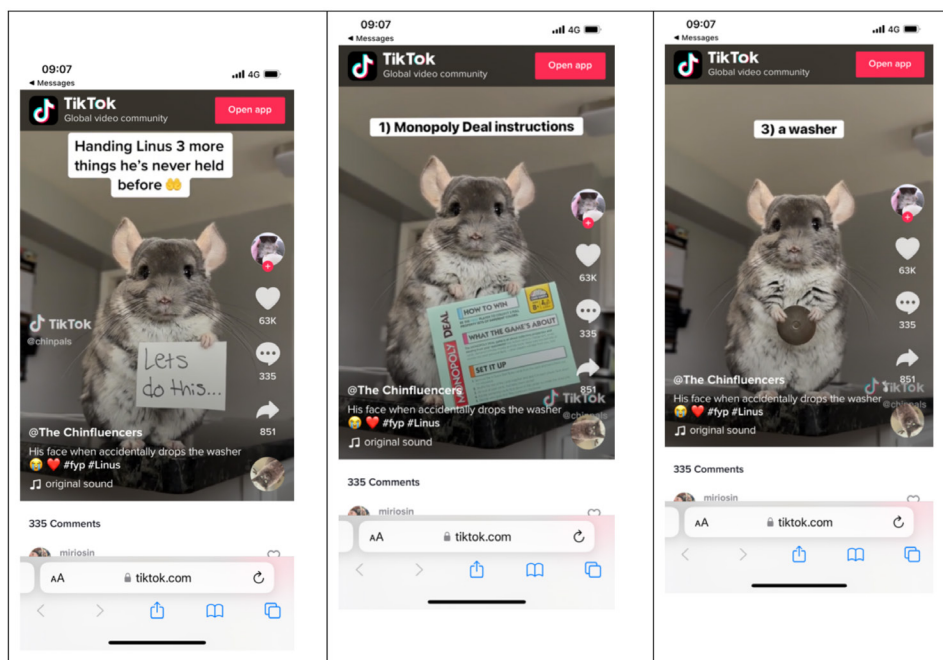 09:07
4G
Messages
TikTok
Global video community
Open app
Handing Linus 3 more
things he's never held
before 🤲
63K
TikTok
@chinpals
Lets
do this...
335
851
@The Chinfluencers
His face when accidentally drops the washer
😭 ❤️ #fyp #Linus
original sound
335 Comments
miriosin
AA
tiktok.com
09:07
4G
Messages
TikTok
Global video community
Open app
1) Monopoly Deal instructions
63K
335
MONOPOLY DEAL
HOW TO WIN
WHAT THE GAME'S ABOUT
SET IT UP
851
@The Chinfluencers
TikTok
@chinpals
His face when accidentally drops the washer
😭 ❤️ #fyp #Linus
original sound
335 Comments
miriosin
AA
tiktok.com
09:07
4G
Messages
TikTok
Global video community
Open app
3) a washer
63K
335
851
@The Chinfluencers
TikTok
@chinpals
His face when accidentally drops the washer
😭 ❤️ #fyp #Linus
original sound
335 Comments
miriosin
AA
tiktok.com